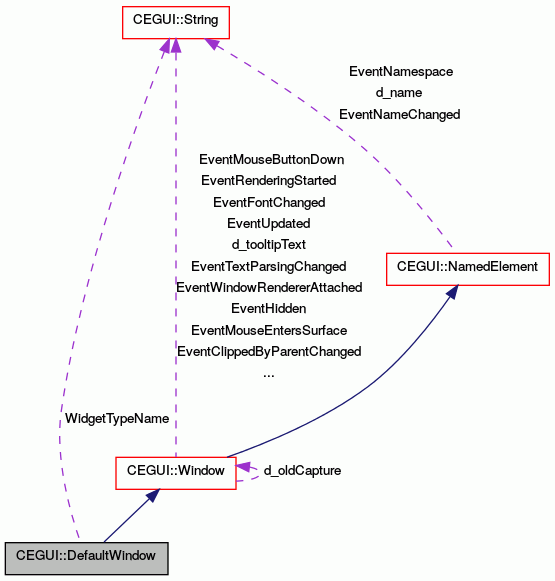 CEGUI::String
EventNamespace
d_name
EventNameChanged
EventMouseButtonDown
EventRenderingStarted
EventFontChanged
EventUpdated
d_tooltipText
EventTextParsingChanged
EventWindowRendererAttached
EventHidden
EventMouseEntersSurface
EventClippedByParentChanged
...
CEGUI::NamedElement
WidgetTypeName
CEGUI::Window
d_oldCapture
CEGUI::DefaultWindow